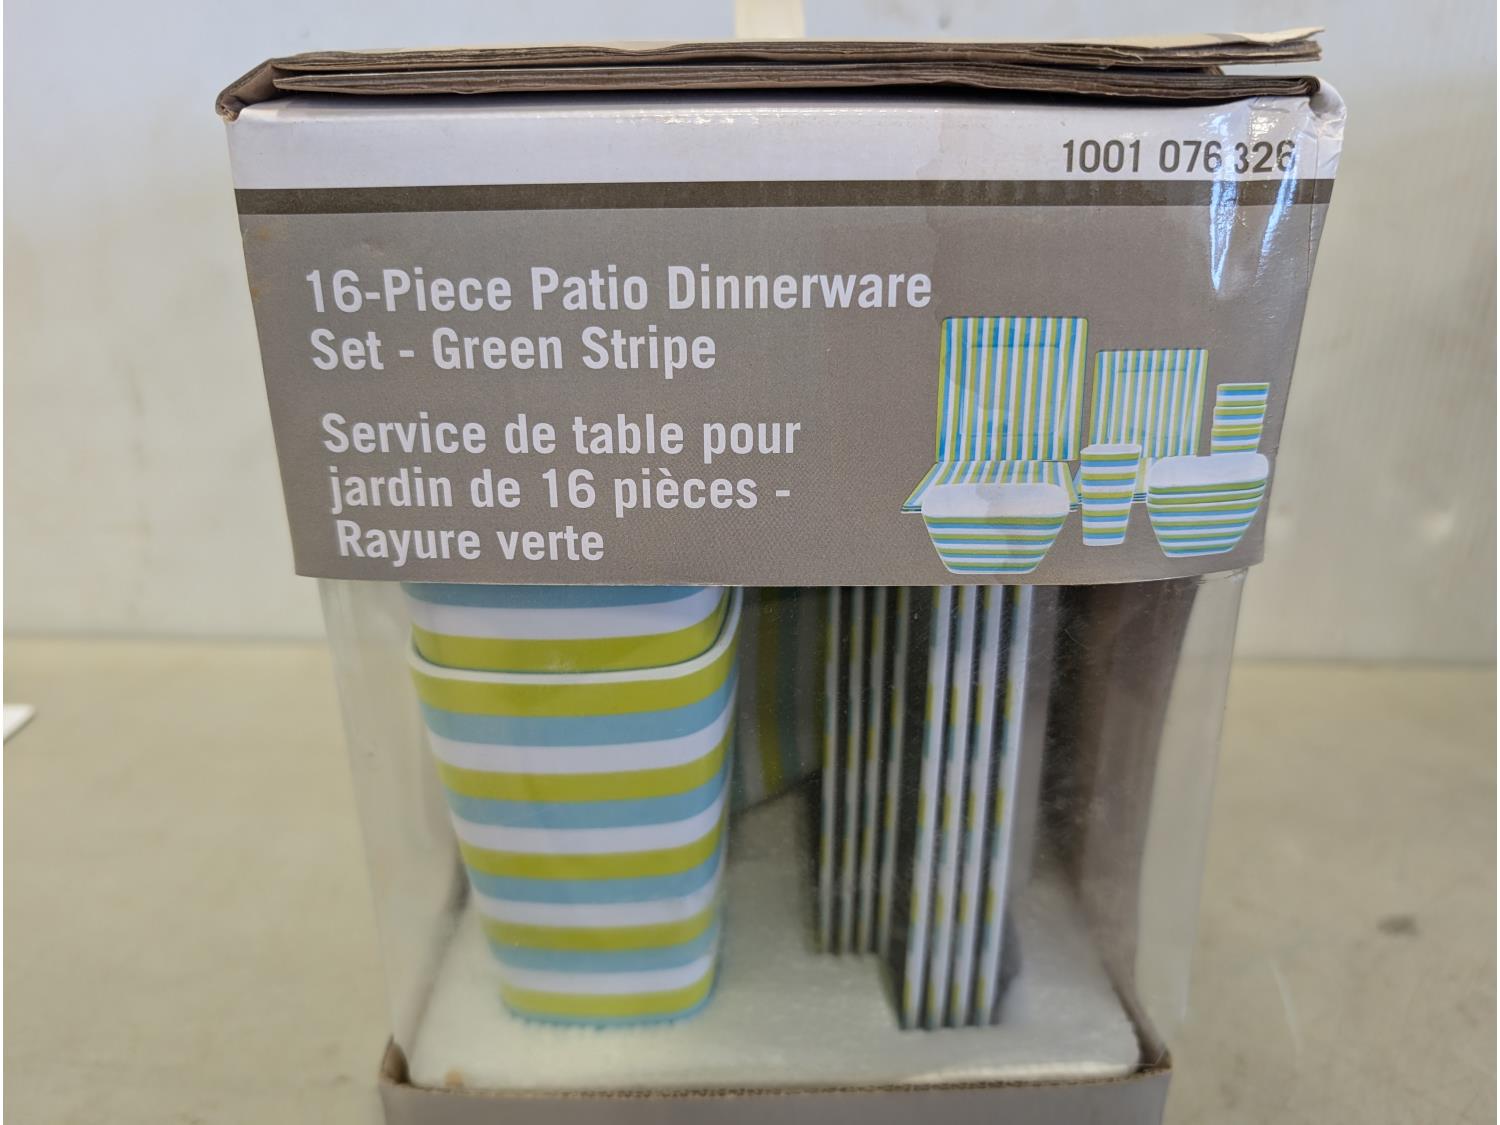 1001 076 326
16-Piece Patio Dinnerware
Set - Green Stripe
Service de table pour
jardin de 16 pièces -
Rayure verte